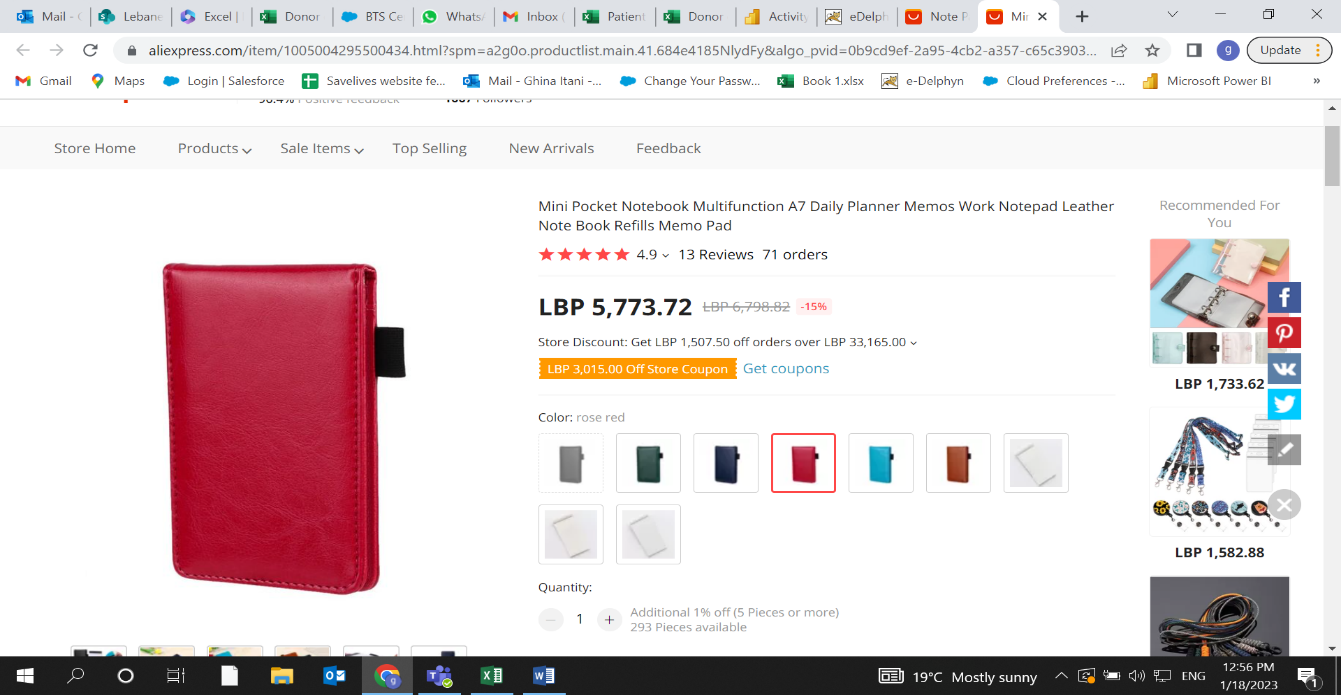 Mail - (
Lebane
Excel |
Donor
BTS Ce
Whats
Inbox (
Patient
Donor
Activity
eDelph
Note P
Mir
aliexpress.com/item/1005004295500434.html?spm=a2g0o.productlist.main.41.684e4185NlydFy&algo_pvid=0b9cd9ef-2a95-4cb2-a357-c65c3903...
g
Update
Gmail
Maps
Login | Salesforce
Savelives website fe...
Mail - Ghina Itani -...
Change Your Passw...
Book 1.xlsx
e-Delphyn
Cloud Preferences -...
Microsoft Power BI
»
Store Home
Products
Sale Items
Top Selling
New Arrivals
Feedback
Mini Pocket Notebook Multifunction A7 Daily Planner Memos Work Notepad Leather
Note Book Refills Memo Pad
4.9
13 Reviews
71 orders
LBP 5,773.72
LBP 6,798.82
-15%
Store Discount: Get LBP 1,507.50 off orders over LBP 33,165.00
LBP 3,015.00 Off Store Coupon
Get coupons
Color: rose red
Quantity:
1
Additional 1% off (5 Pieces or more)
293 Pieces available
Recommended For
You
LBP 1,733.62
LBP 1,582.88
19°C Mostly sunny
ENG
12:56 PM
1/18/2023
1